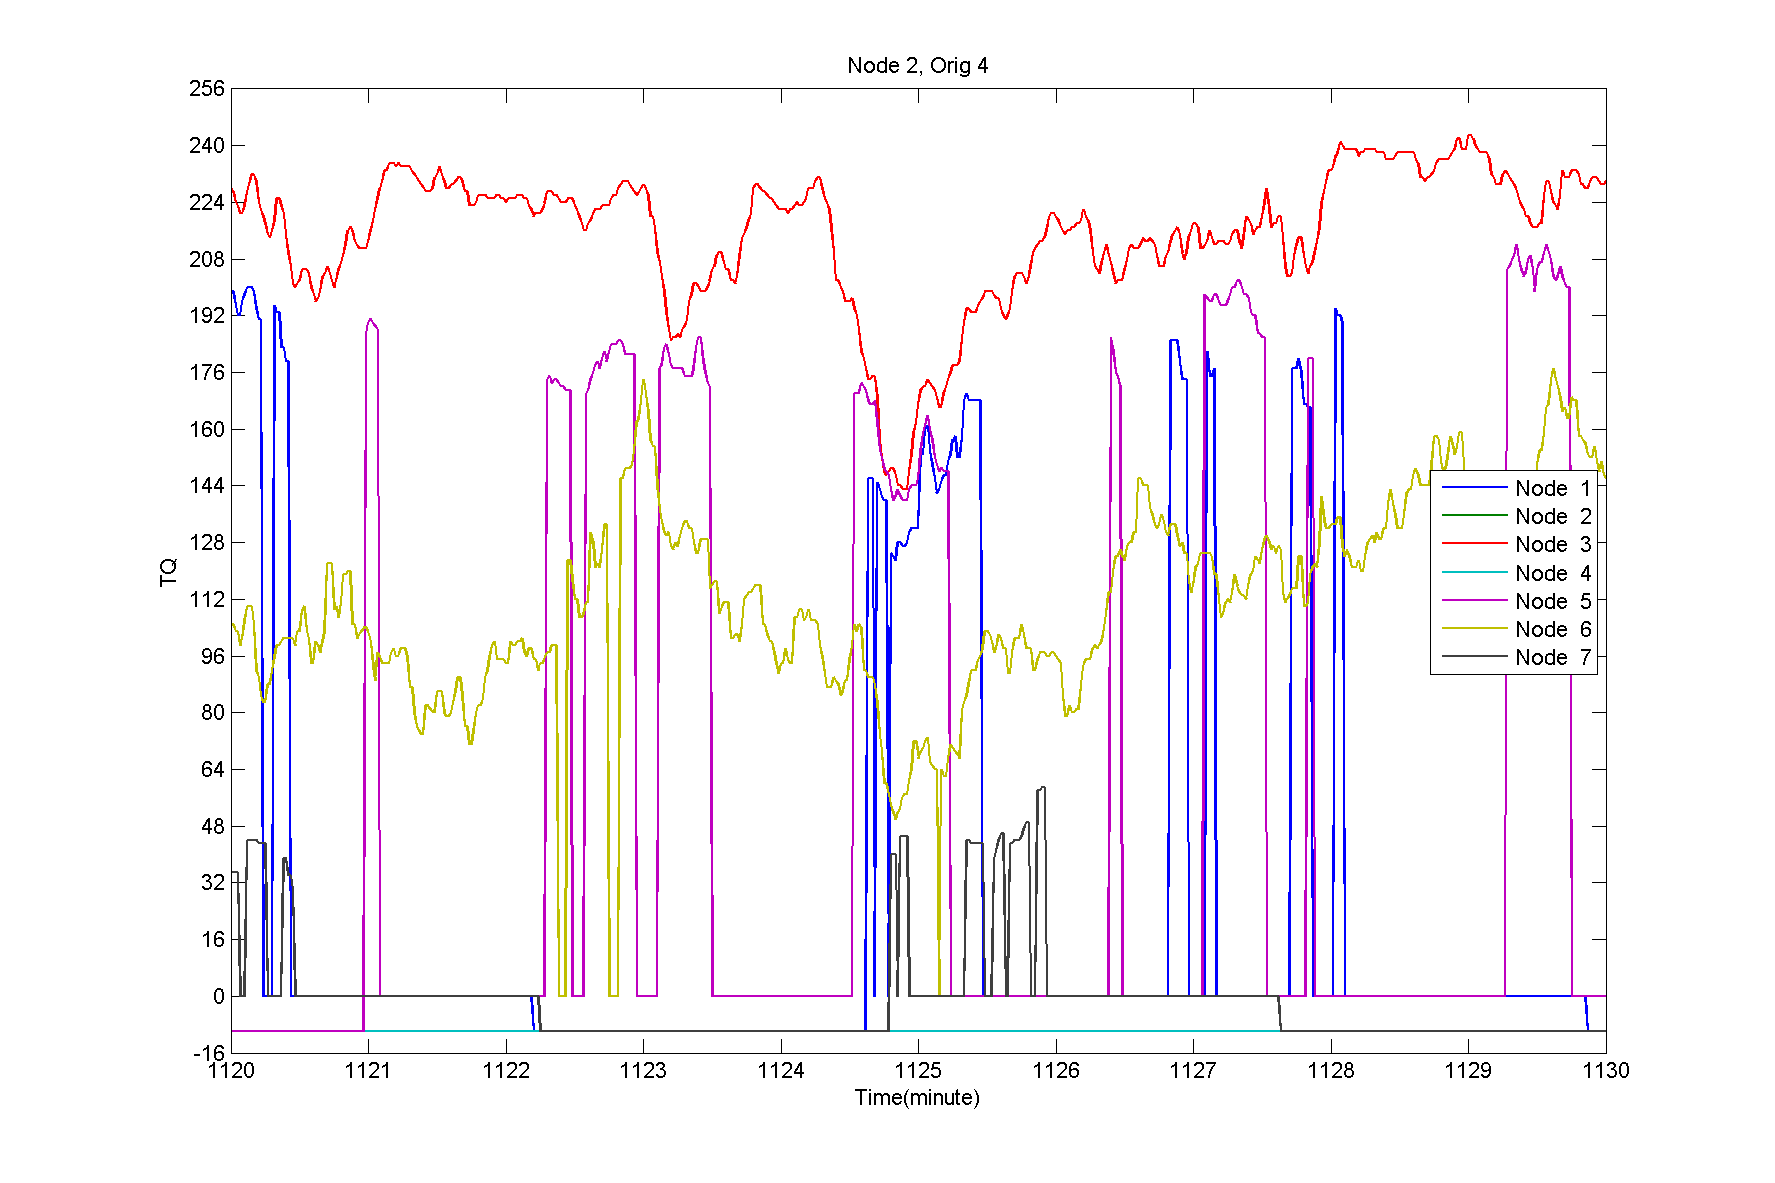 Node 2, Orig 4
256
240
224
208
192
176
160
144
128
112
96
80
64
48
32
16
0
-16
TQ
Node 1
Node 2
Node 3
Node 4
Node 5
Node 6
Node 7
1120 1121 1122 1123 1124 1125 1126 1127 1128 1129 1130
Time(minute)